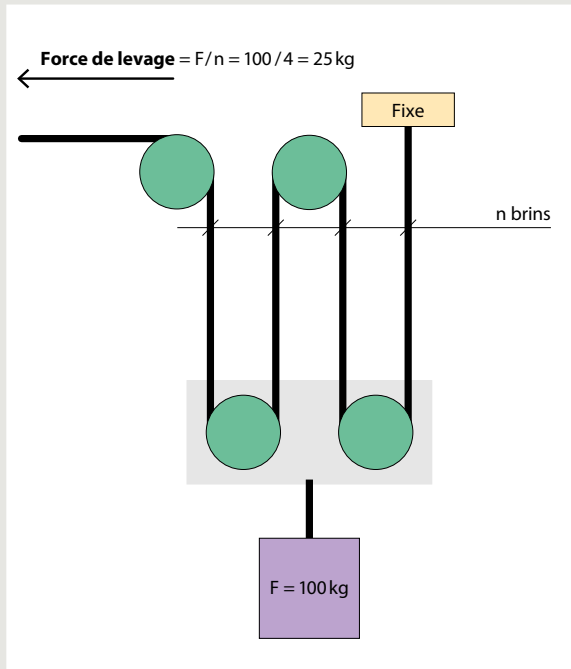 Force de levage = F/n = 100/4 = 25 kg
Fixe
n brins
F = 100 kg